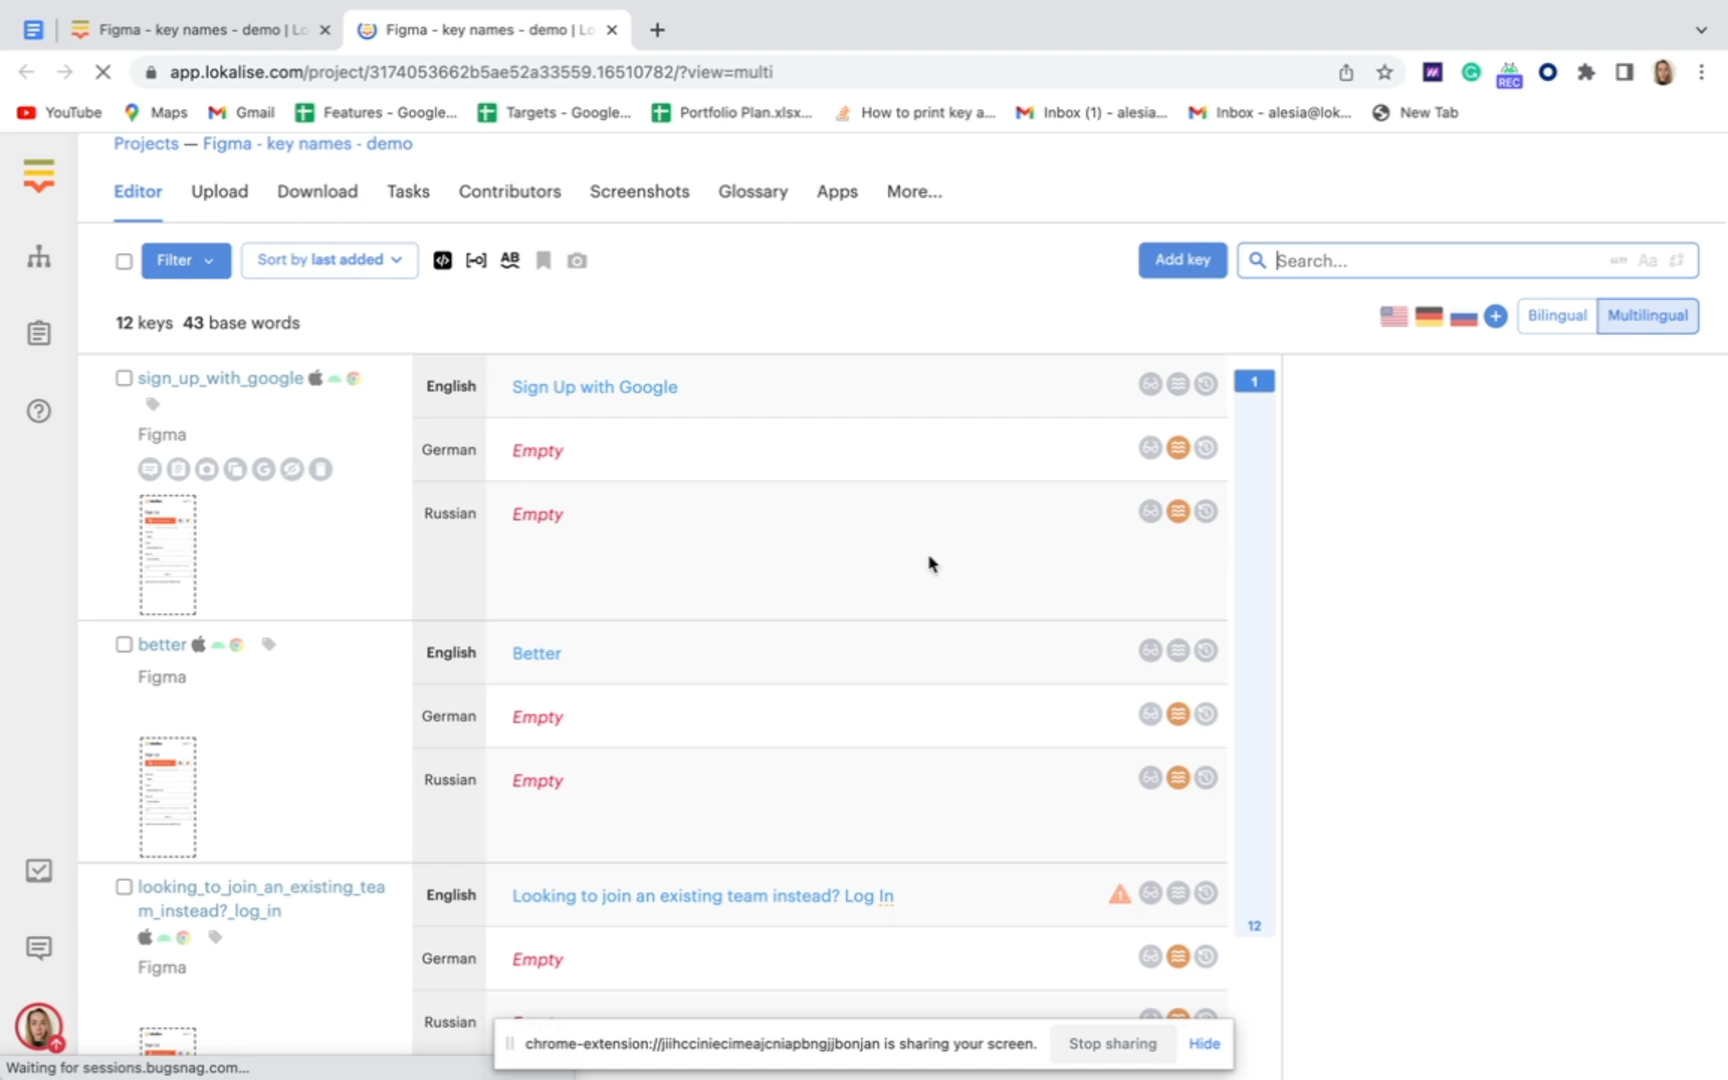 Figma - key names - demo | Lo
Figma - key names - demo | Lo
app.lokalise.com/project/3174053662b5ae52a33559.16510782/?view=multi
REC
YouTube
Maps
Gmail
Features - Google...
Targets - Google...
Portfolio Plan.xlsx...
How to print key a...
Inbox (1) - alesia...
Inbox - alesia@lok...
New Tab
Projects — Figma - key names - demo
Editor
Upload
Download
Tasks
Contributors
Screenshots
Glossary
Apps
More...
Filter
Sort by last added
AB
Add key
Search...
Aa
12 keys 43 base words
Bilingual
Multilingual
sign_up_with_google
Figma
English
Sign Up with Google
German
Empty
Russian
Empty
1
better
Figma
English
Better
German
Empty
Russian
Empty
looking_to_join_an_existing_tea
m_instead?_log_in
Figma
English
Looking to join an existing team instead? Log In
German
Empty
Russian
12
chrome-extension://jiihcciniecimeajcniapbngjjbonjan is sharing your screen.
Stop sharing
Hide
Waiting for sessions.bugsnag.com...